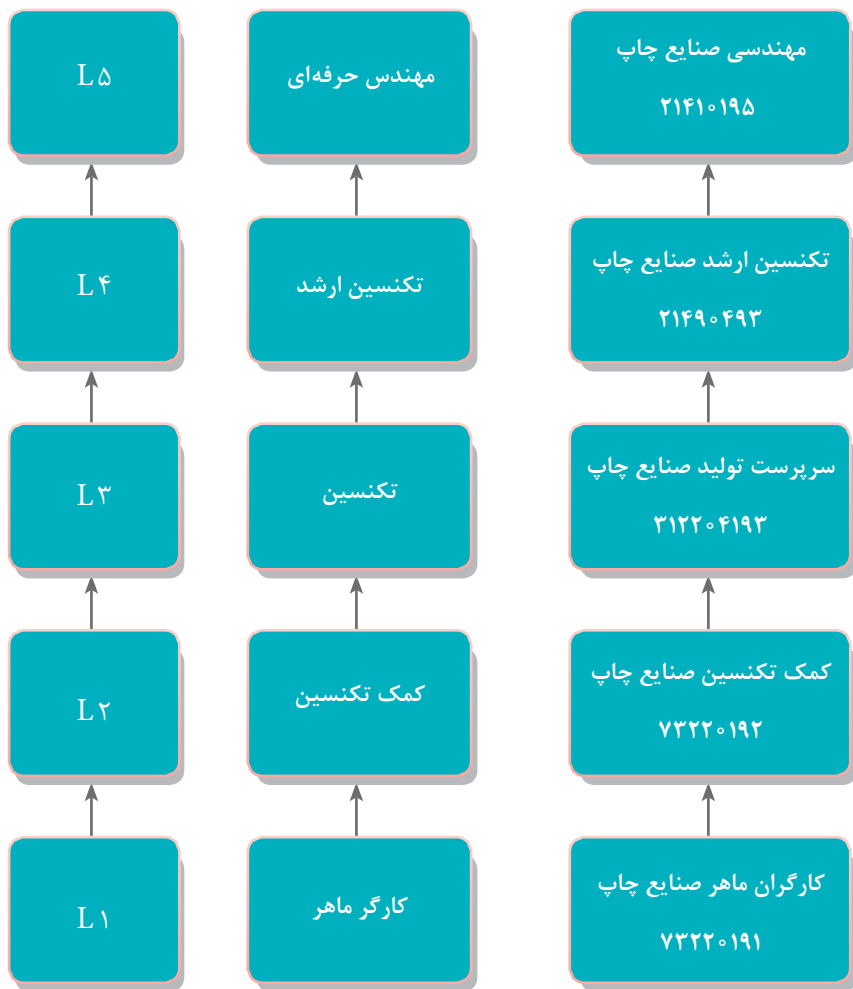 L۵
مهندس حرفه‌ای
مهندسی صنایع چاپ
۲۱۴۱۰۱۹۵
L۴
تکنسین ارشد
تکنسین ارشد صنایع چاپ
۲۱۴۹۰۴۹۳
L۳
تکنسین
سرپرست تولید صنایع چاپ
۳۱۲۲۰۴۱۹۳
L۲
کمک تکنسین
کمک تکنسین صنایع چاپ
۷۳۲۲۰۱۹۲
L۱
کارگر ماهر
کارگران ماهر صنایع چاپ
۷۳۲۲۰۱۹۱